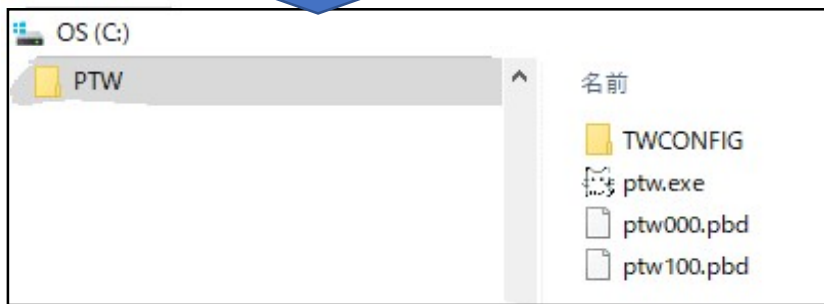 OS (C:)
PTW
名前
TWCONFIG
ptw.exe
ptw000.pbd
ptw100.pbd